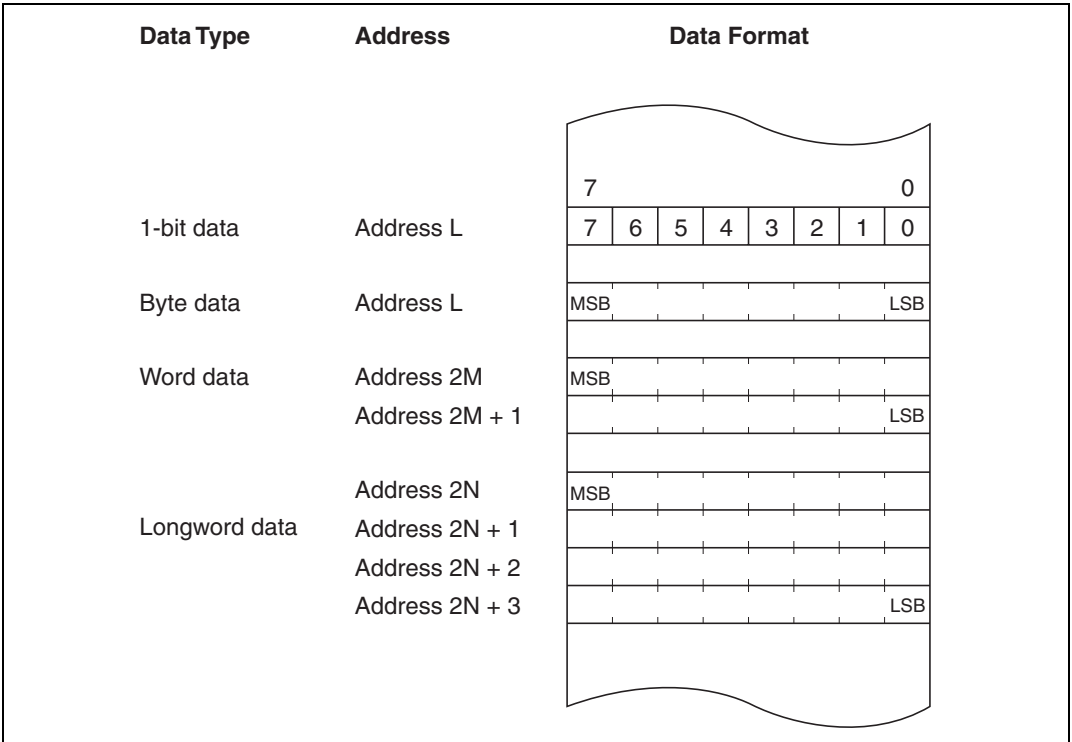 Data Type Address Data Format
7 0
1-bit data Address L 7 6 5 4 3 2 1 0
Byte data Address L MSB LSB
Word data Address 2M MSB
Address 2M + 1 LSB
Address 2N MSB
Longword data Address 2N + 1
Address 2N + 2
Address 2N + 3 LSB